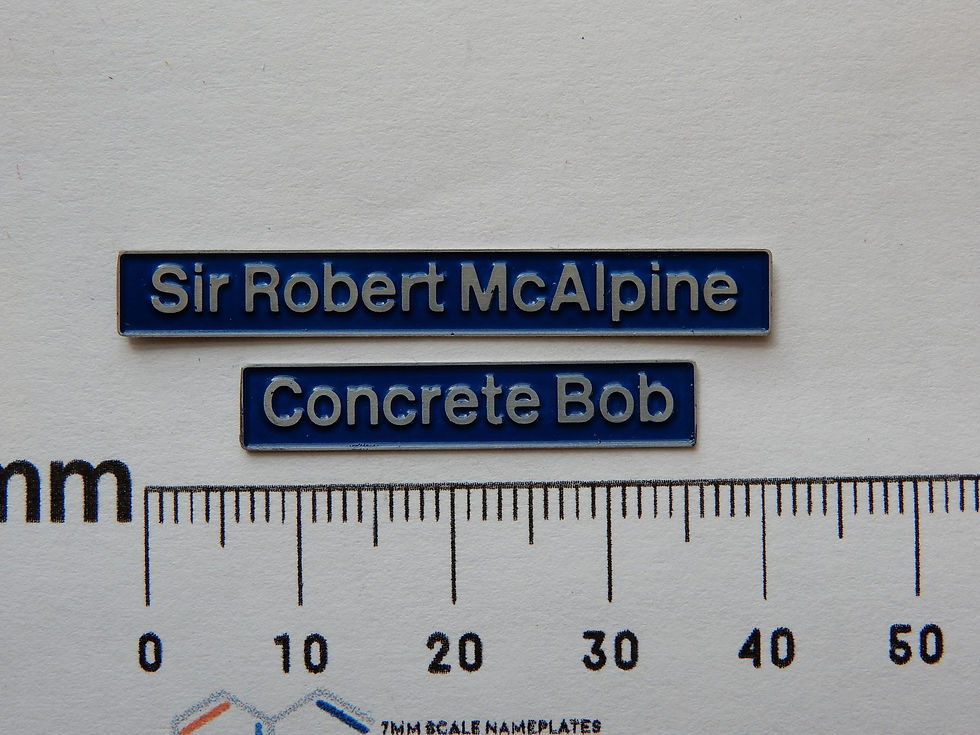 Sir Robert McAlpine
Concrete Bob
mm
0 10 20 30 40 50
7MM SCALE NAMEPLATES